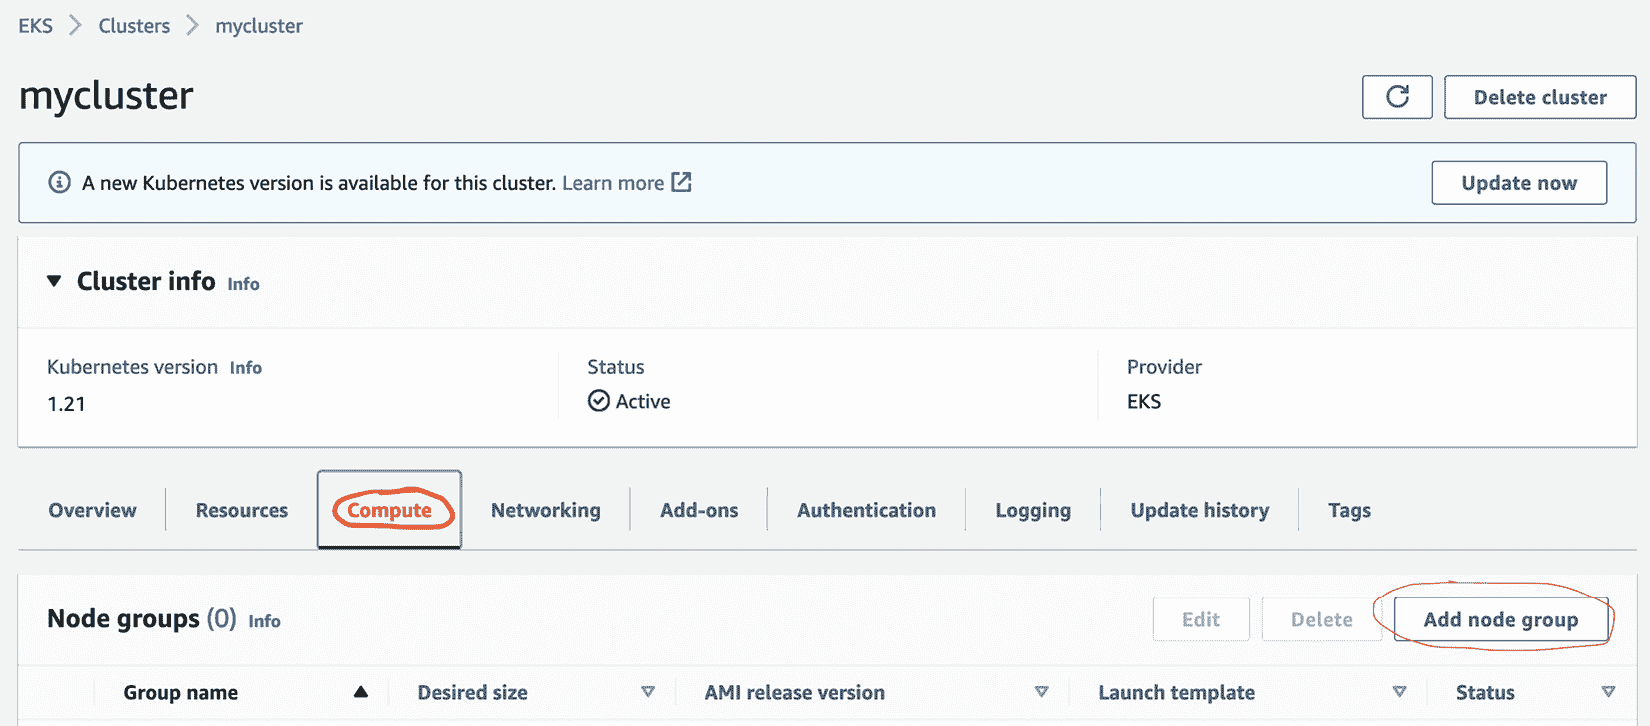 EKS Clusters mycluster
mycluster
Delete cluster
A new Kubernetes version is available for this cluster. Learn more
Update now
Cluster info Info
Kubernetes version Info
1.21
Status
Active
Provider
EKS
Overview Resources Compute Networking Add-ons Authentication Logging Update history Tags
Node groups (0) Info
Edit Delete Add node group
Group name Desired size AMI release version Launch template Status